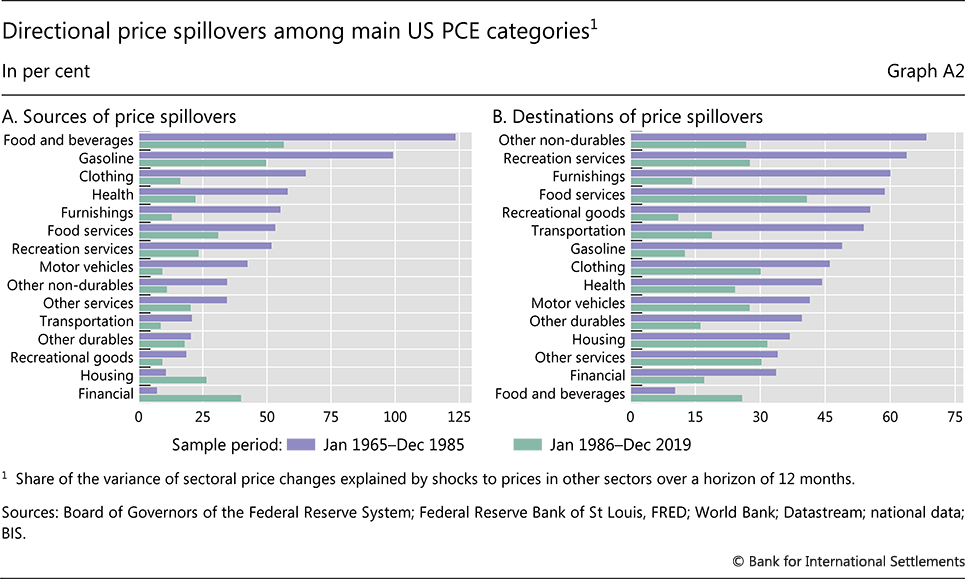 Directional price spillovers among main US PCE categories1
In per cent
Graph A2
A. Sources of price spillovers
Food and beverages
Gasoline
Clothing
Health
Furnishings
Food services
Recreation services
Motor vehicles
Other non-durables
Other services
Transportation
Other durables
Recreational goods
Housing
Financial
0 25 50 75 100 125
B. Destinations of price spillovers
Other non-durables
Recreation services
Furnishings
Food services
Recreational goods
Transportation
Gasoline
Clothing
Health
Motor vehicles
Other durables
Housing
Other services
Financial
Food and beverages
0 15 30 45 60 75
Sample period: Jan 1965–Dec 1985 Jan 1986–Dec 2019
1 Share of the variance of sectoral price changes explained by shocks to prices in other sectors over a horizon of 12 months.
Sources: Board of Governors of the Federal Reserve System; Federal Reserve Bank of St Louis, FRED; World Bank; Datastream; national data;
BIS.
© Bank for International Settlements